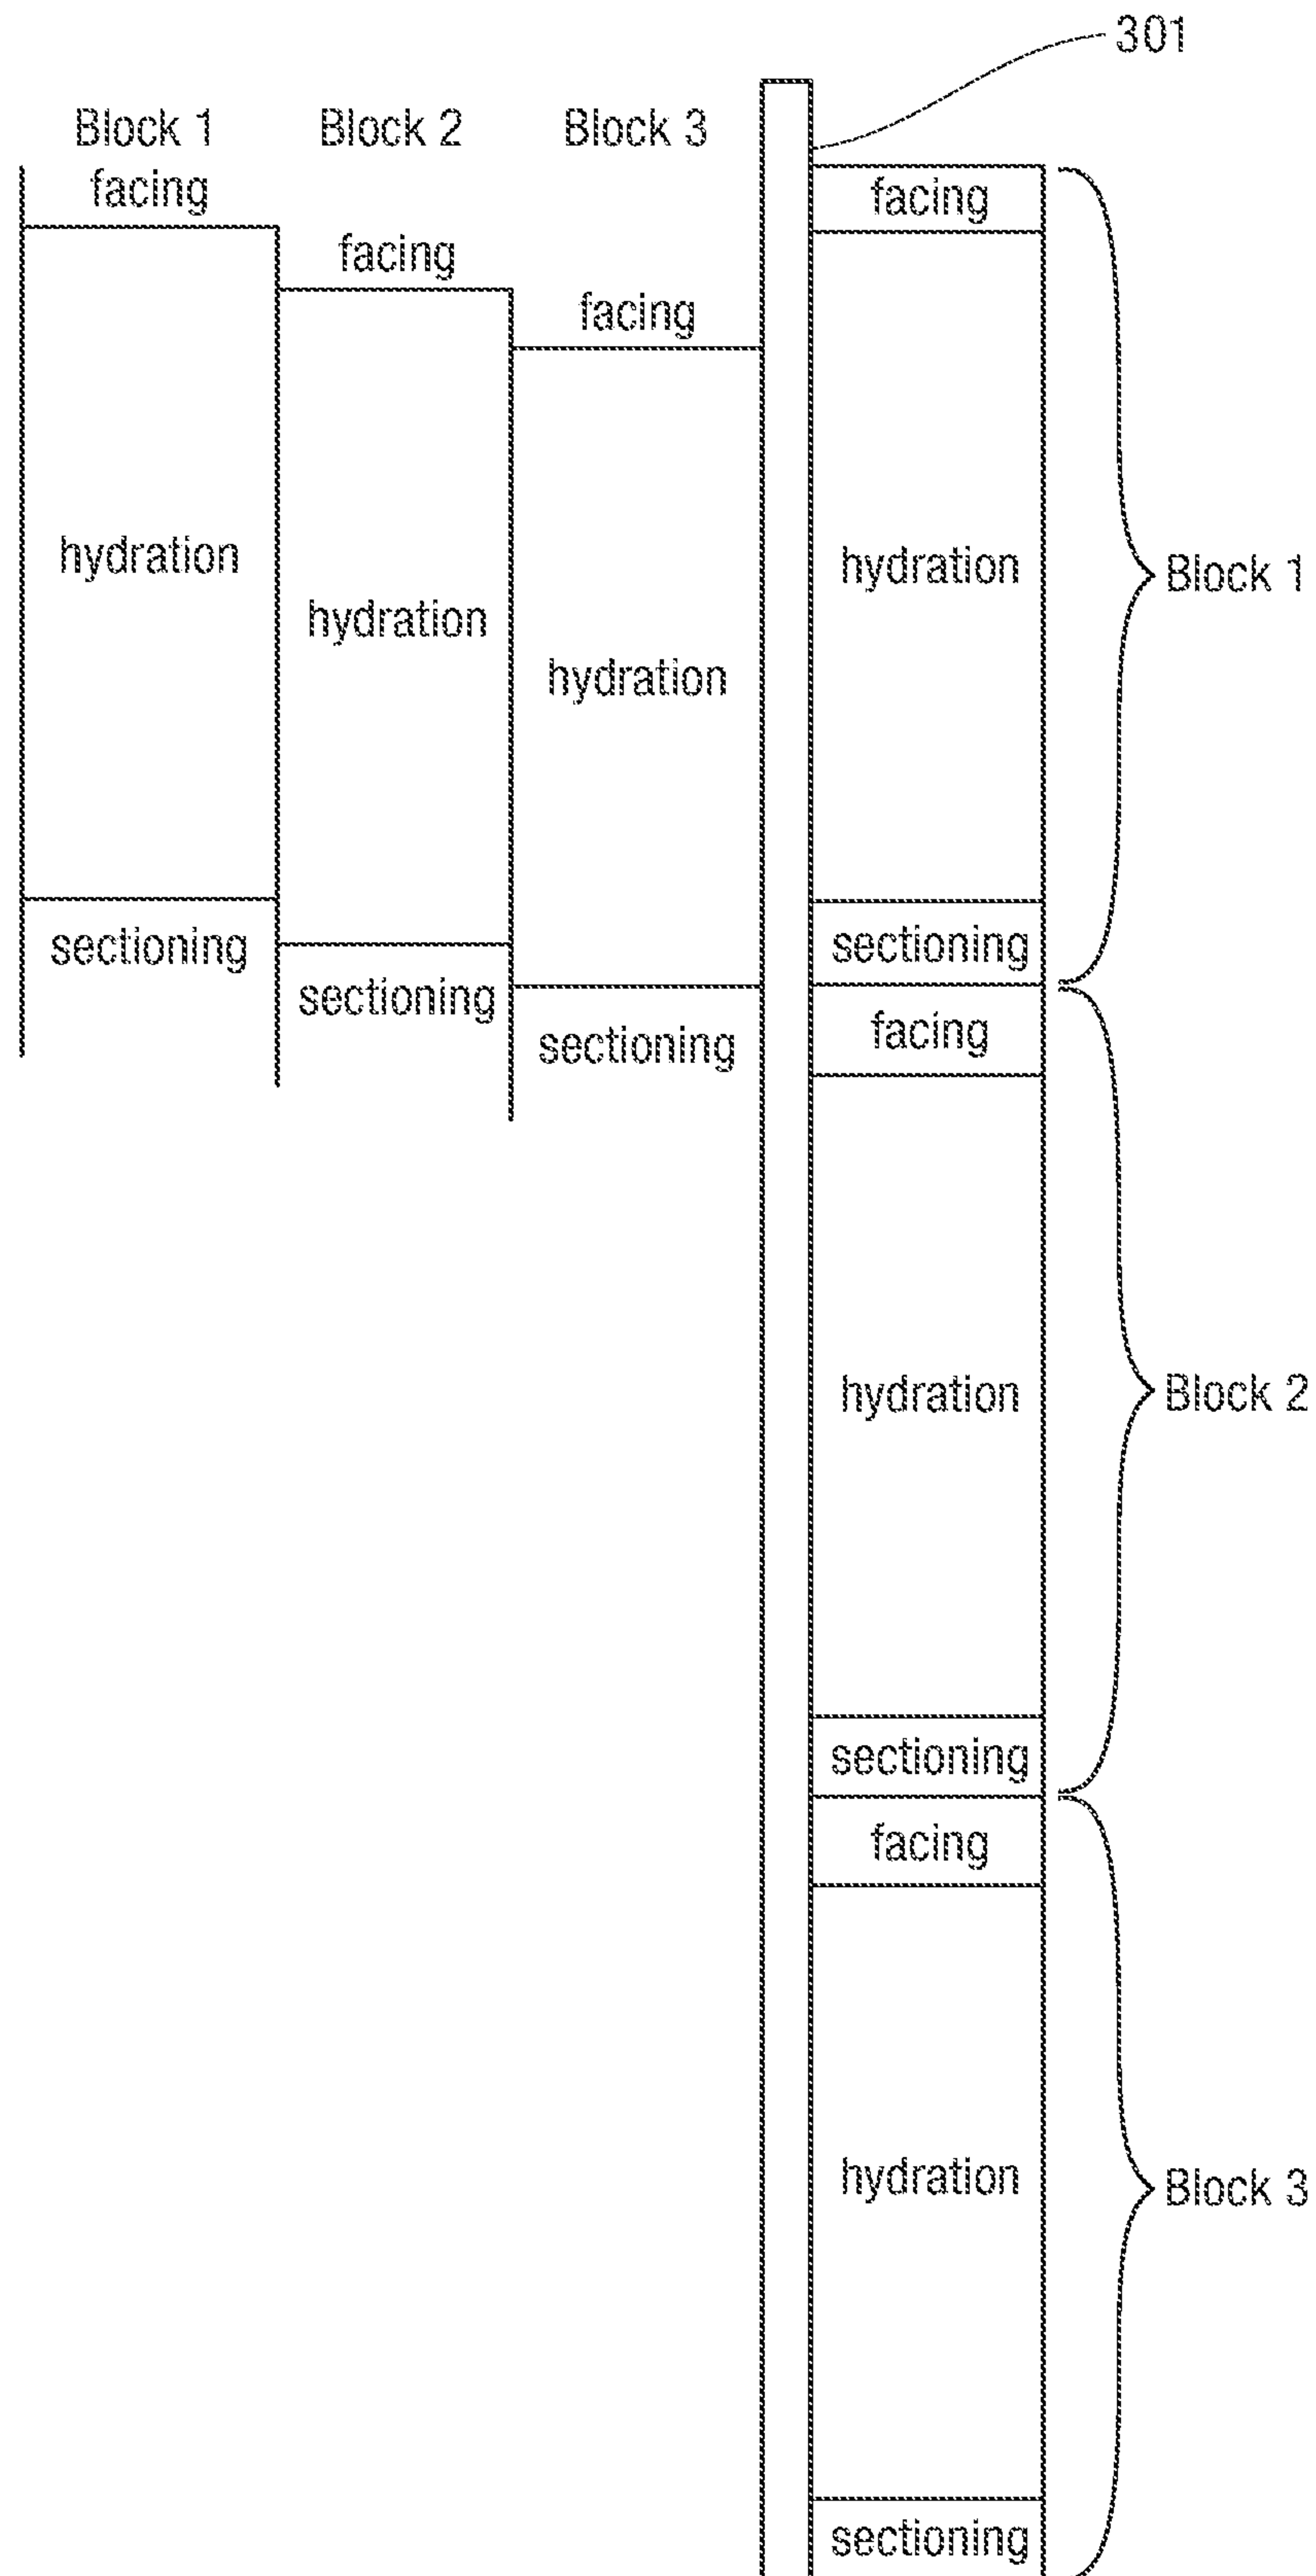 301
Block 1
Block 2
Block 3
facing
facing
facing
hydration
hydration
hydration
sectioning
sectioning
sectioning
facing
hydration
sectioning
Block 1
facing
hydration
sectioning
Block 2
facing
hydration
sectioning
Block 3